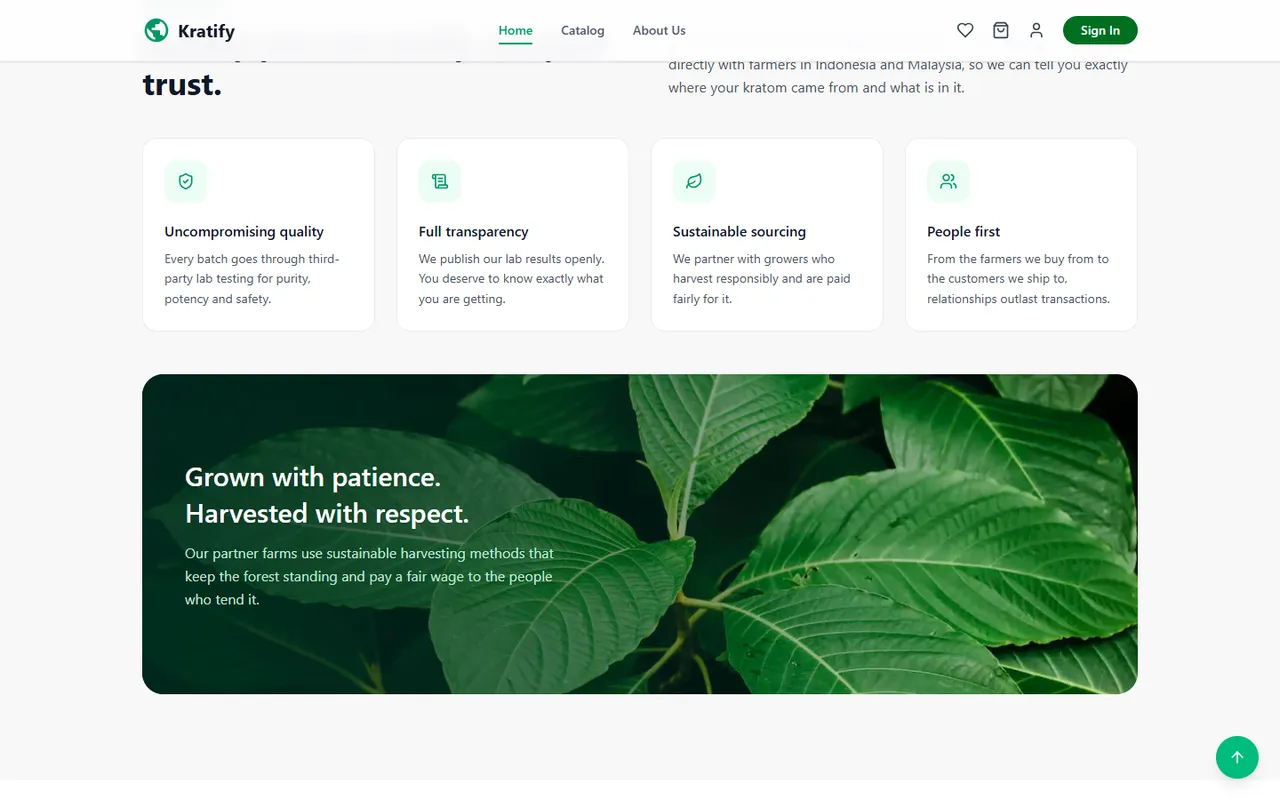 Kratify
Home
Catalog
About Us
Sign In
trust.
directly with farmers in Indonesia and Malaysia, so we can tell you exactly
where your kratom came from and what is in it.
Uncompromising quality
Every batch goes through third-
party lab testing for purity,
potency and safety.
Full transparency
We publish our lab results openly.
You deserve to know exactly what
you are getting.
Sustainable sourcing
We partner with growers who
harvest responsibly and are paid
fairly for it.
People first
From the farmers we buy from to
the customers we ship to,
relationships outlast transactions.
Grown with patience.
Harvested with respect.
Our partner farms use sustainable harvesting methods that
keep the forest standing and pay a fair wage to the people
who tend it.